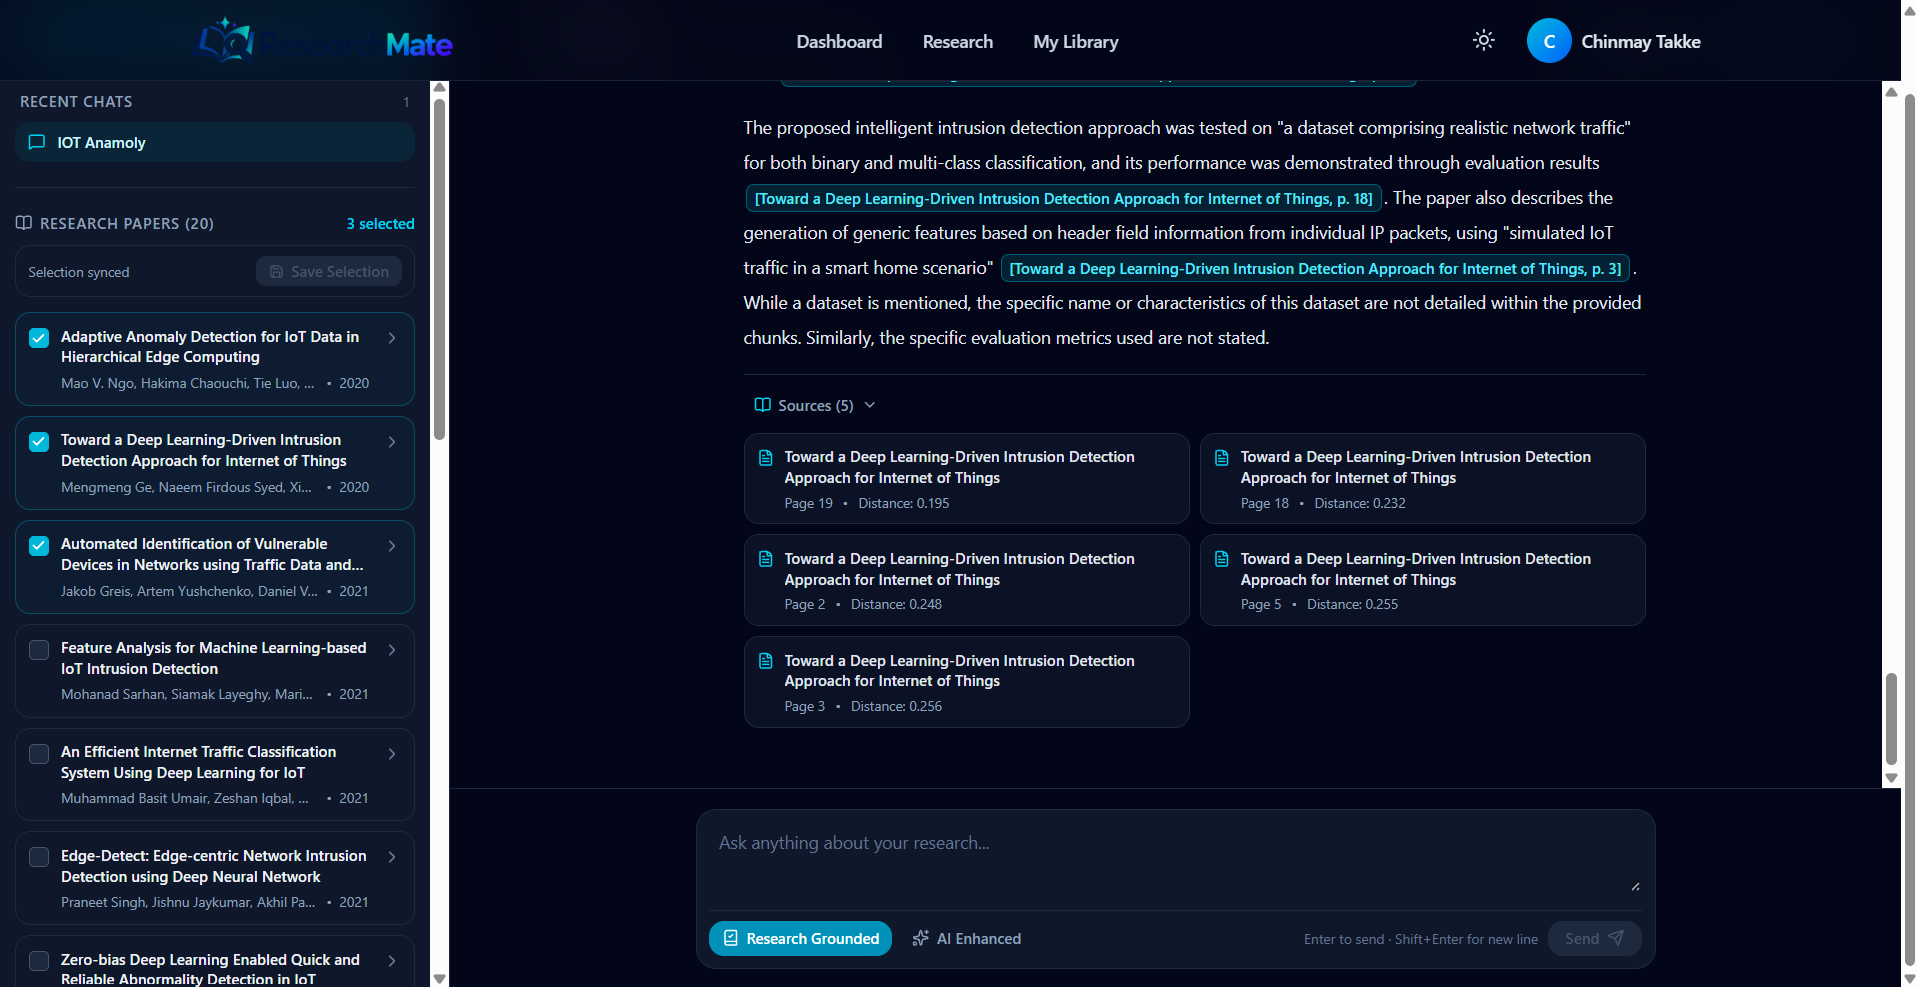 ResearchMate
Dashboard
Research
My Library
C
Chinmay Takke
RECENT CHATS
1
IOT Anamoly
RESEARCH PAPERS (20)
3 selected
Selection synced
Save Selection
Adaptive Anomaly Detection for IoT Data in
Hierarchical Edge Computing
Mao V. Ngo, Hakima Chaouchi, Tie Luo, ... • 2020
Toward a Deep Learning-Driven Intrusion
Detection Approach for Internet of Things
Mengmeng Ge, Naeem Firdous Syed, Xi... • 2020
Automated Identification of Vulnerable
Devices in Networks using Traffic Data and...
Jakob Greis, Artem Yushchenko, Daniel V... • 2021
Feature Analysis for Machine Learning-based
IoT Intrusion Detection
Mohanad Sarhan, Siamak Layeghy, Mari... • 2021
An Efficient Internet Traffic Classification
System Using Deep Learning for IoT
Muhammad Basit Umair, Zeshan Iqbal, ... • 2021
Edge-Detect: Edge-centric Network Intrusion
Detection using Deep Neural Network
Praneet Singh, Jishnu Jaykumar, Akhil Pa... • 2021
Zero-bias Deep Learning Enabled Quick and
Reliable Abnormality Detection in IoT
The proposed intelligent intrusion detection approach was tested on "a dataset comprising realistic network traffic"
for both binary and multi-class classification, and its performance was demonstrated through evaluation results
[Toward a Deep Learning-Driven Intrusion Detection Approach for Internet of Things, p. 18] . The paper also describes the
generation of generic features based on header field information from individual IP packets, using "simulated IoT
traffic in a smart home scenario" [Toward a Deep Learning-Driven Intrusion Detection Approach for Internet of Things, p. 3] .
While a dataset is mentioned, the specific name or characteristics of this dataset are not detailed within the provided
chunks. Similarly, the specific evaluation metrics used are not stated.
Sources (5)
Toward a Deep Learning-Driven Intrusion Detection
Approach for Internet of Things
Page 19 • Distance: 0.195
Toward a Deep Learning-Driven Intrusion Detection
Approach for Internet of Things
Page 18 • Distance: 0.232
Toward a Deep Learning-Driven Intrusion Detection
Approach for Internet of Things
Page 2 • Distance: 0.248
Toward a Deep Learning-Driven Intrusion Detection
Approach for Internet of Things
Page 5 • Distance: 0.255
Toward a Deep Learning-Driven Intrusion Detection
Approach for Internet of Things
Page 3 • Distance: 0.256
Ask anything about your research...
Research Grounded
AI Enhanced
Enter to send · Shift+Enter for new line
Send